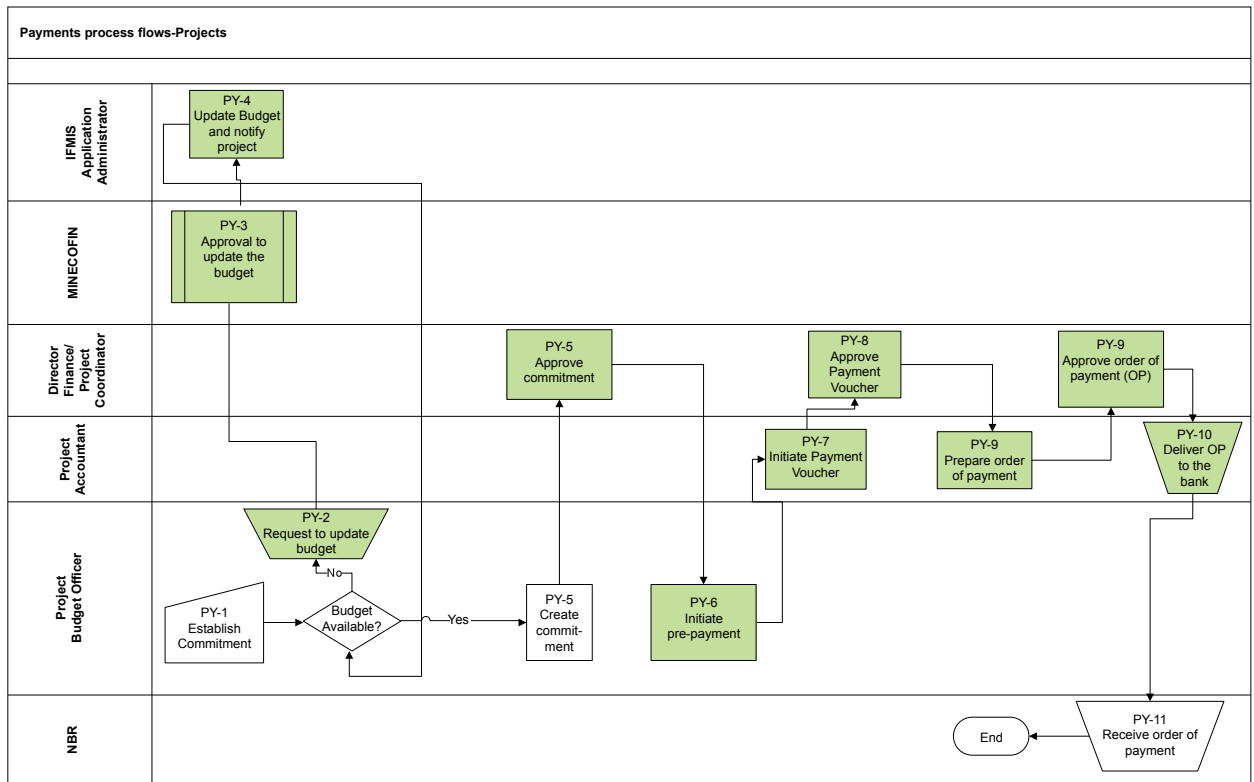 Payments process flows-Projects
IFMIS
Application
Administrator
PY-4
Update Budget
and notify
project
MINECOFIN
PY-3
Approval to
update the
budget
Director
Finance/
Project
Coordinator
PY-5
Approve
commitment
PY-8
Approve
Payment
Voucher
PY-9
Approve order of
payment (OP)
Project
Accountant
PY-7
Initiate Payment
Voucher
PY-9
Prepare order
of payment
PY-10
Deliver OP
to the
bank
Project
Budget Officer
PY-2
Request to update
budget
No
PY-1
Establish
Commitment
Budget
Available?
Yes
PY-5
Create
commit-
ment
PY-6
Initiate
pre-payment
NBR
End
PY-11
Receive order of
payment